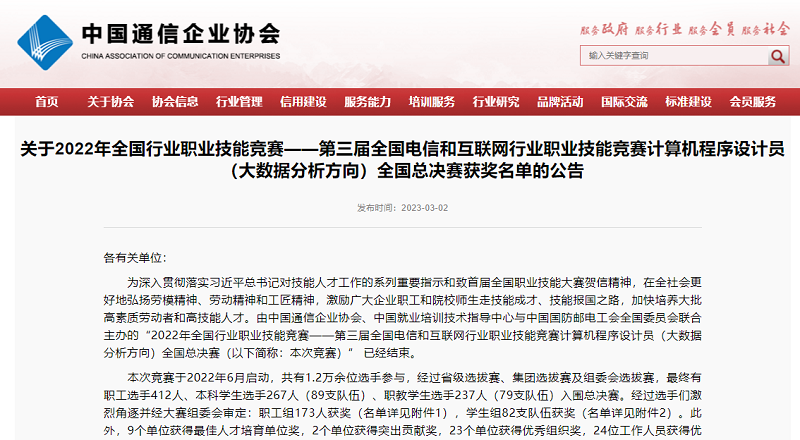 中国通信企业协会
CHINA ASSOCIATION OF COMMUNICATION ENTERPRISES
服务政府 服务行业 服务会员 服务社会
输入关键字查询
首页 关于协会 协会信息 行业管理 信用建设 服务能力 培训服务 行业研究 品牌活动 国际交流 标准建设 会员服务
关于2022年全国行业职业技能竞赛——第三届全国电信和互联网行业职业技能竞赛计算机程序设计员
（大数据分析方向）全国总决赛获奖名单的公告
发布时间：2023-03-02
各有关单位：
为深入贯彻落实习近平总书记对技能人才工作的系列重要指示和致首届全国职业技能大赛贺信精神，在全社会更
好地弘扬劳模精神、劳动精神和工匠精神，激励广大企业职工和院校师生走技能成才、技能报国之路，加快培养大批
高素质劳动者和高技能人才。由中国通信企业协会、中国就业培训技术指导中心与中国国防邮电工会全国委员会联合
主办的“2022年全国行业职业技能竞赛——第三届全国电信和互联网行业职业技能竞赛计算机程序设计员（大数据
分析方向）全国总决赛（以下简称：本次竞赛）” 已经结束。
本次竞赛于2022年6月启动，共有1.2万余位选手参与，经过省级选拔赛、集团选拔赛及组委会选拔赛，最终有
职工选手412人、本科学生选手267人（89支队伍）、职教学生选手237人（79支队伍）入围总决赛。经过选手们激
烈角逐并经大赛组委会审定：职工组173人获奖（名单详见附件1），学生组82支队伍获奖（名单详见附件2）。此
外，9个单位获得最佳人才培育单位奖，2个单位获得突出贡献奖，23个单位获得优秀组织奖，24位工作人员获得优